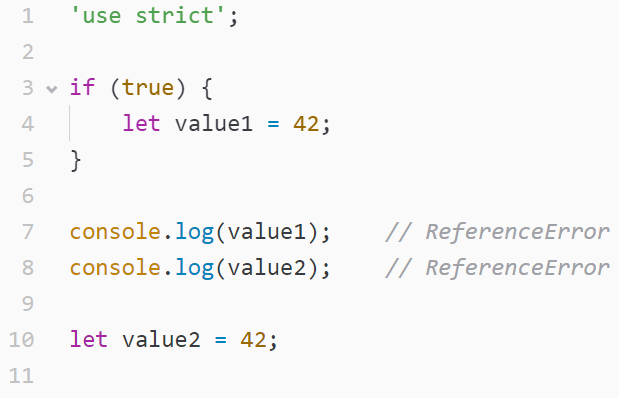 1 'use strict';
2
3 if (true) {
4 let value1 = 42;
5 }
6
7 console.log(value1); // ReferenceError
8 console.log(value2); // ReferenceError
9
10 let value2 = 42;
11